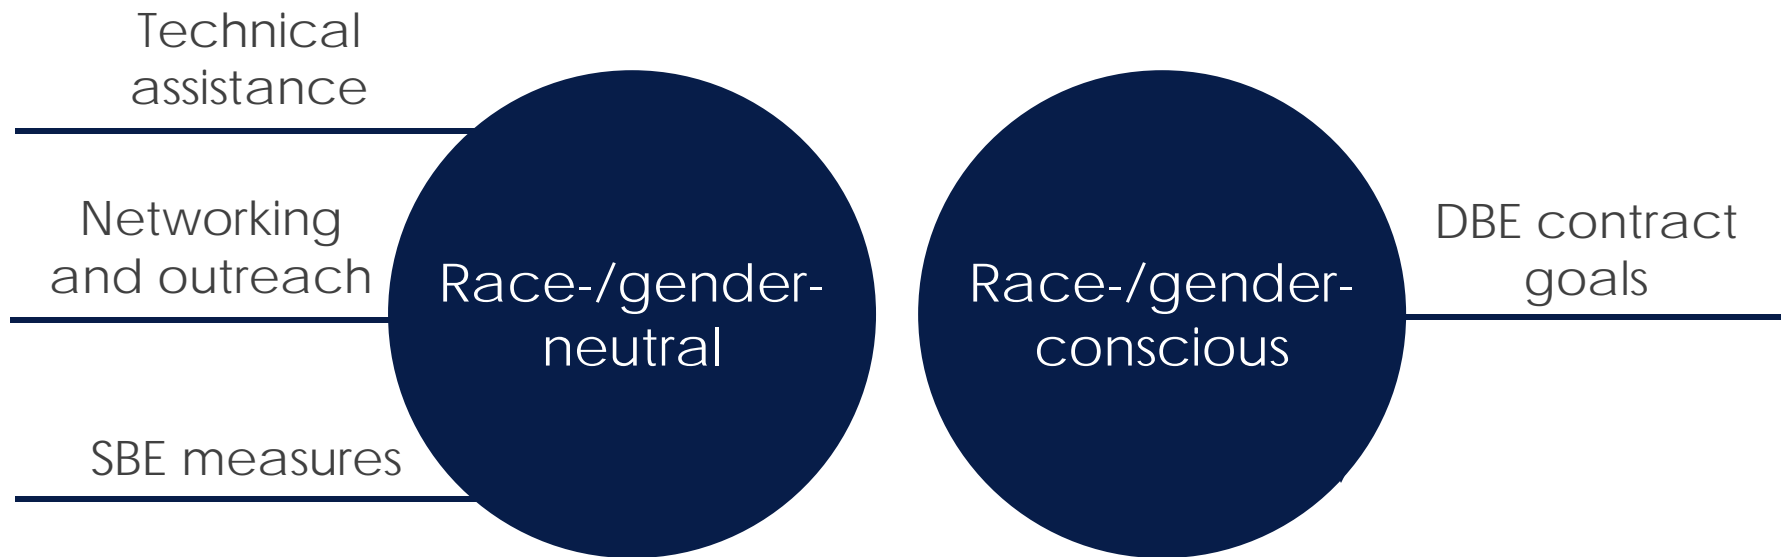 Technical
assistance
Networking
and outreach
SBE measures
Race-/gender-
neutral
Race-/gender-
conscious
DBE contract
goals